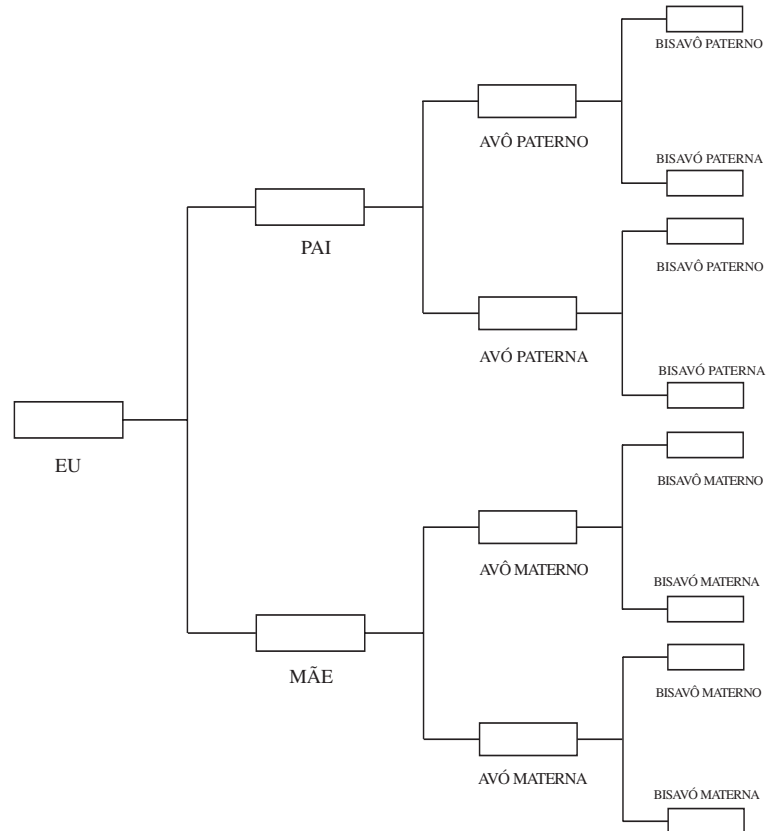 BISAVÔ PATERNO
AVÔ PATERNO
BISAVÓ PATERNA
PAI
BISAVÔ PATERNO
AVÓ PATERNA
BISAVÓ PATERNA
EU
BISAVÔ MATERNO
AVÔ MATERNO
BISAVÓ MATERNA
MÃE
BISAVÔ MATERNO
AVÓ MATERNA
BISAVÓ MATERNA